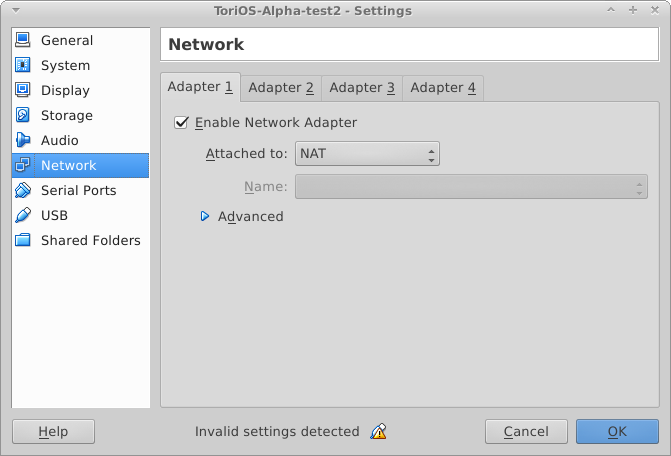 ToriOS-Alpha-test2 - Settings
General
System
Display
Storage
Audio
Network
Serial Ports
USB
Shared Folders
Network
Adapter 1 Adapter 2 Adapter 3 Adapter 4
Enable Network Adapter
Attached to: NAT
Name:
Advanced
Help Invalid settings detected Cancel OK